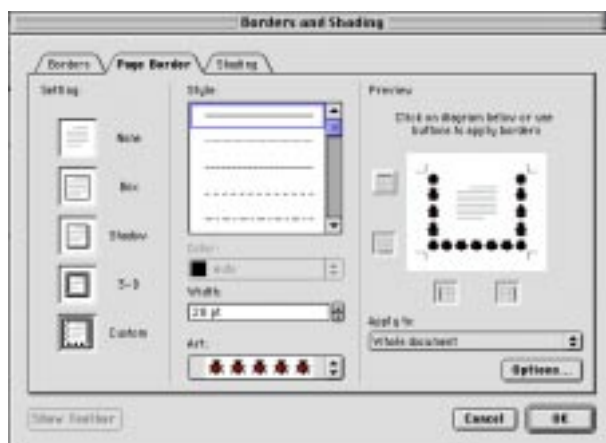 Borders and Shading
Borders Page Border Shading
Setting:
None
Box
Shadow
3-D
Custom
Style:
Color:
Auto
Width:
28 pt
Art:
Preview
Click on diagram below or use
buttons to apply borders
Apply to:
Whole document
Options...
Show Toolbar
Cancel OK